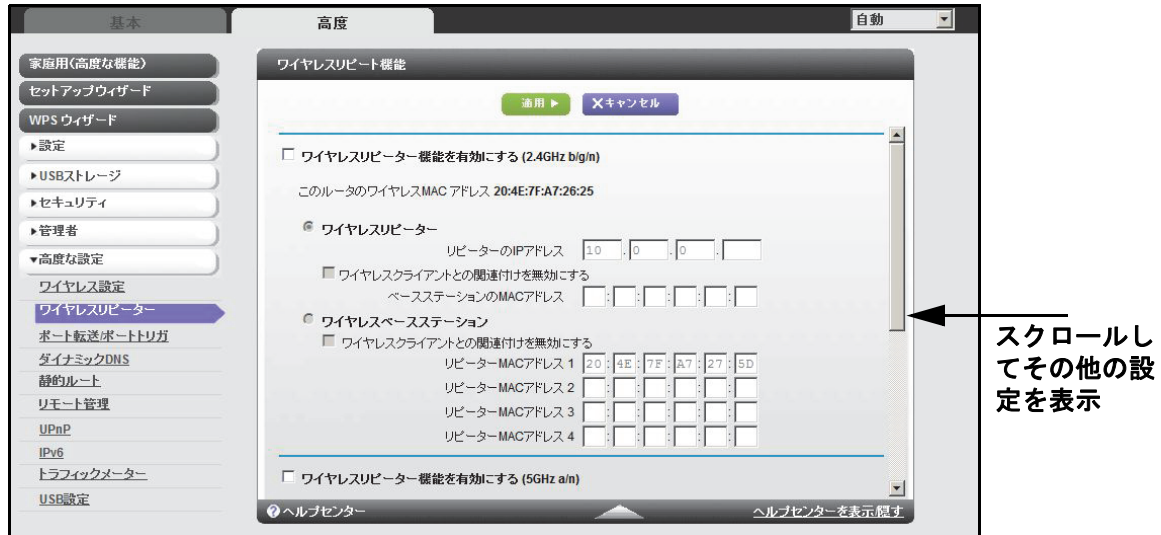 基本
高度
自動
家庭用(高度な機能)
セットアップウィザード
WPS ウィザード
▶設定
▶USBストレージ
▶セキュリティ
▶管理者
▼高度な設定
ワイヤレス設定
ワイヤレスリピーター
ポート転送/ポートトリガ
ダイナミックDNS
静的ルート
リモート管理
UPnP
IPv6
トラフィックメーター
USB設定
ワイヤレスリピート機能
適用 ▶
Xキャンセル
ワイヤレスリピーター機能を有効にする (2.4GHz b/g/n)
このルータのワイヤレスMAC アドレス 20:4E:7F:A7:26:25
ワイヤレスリピーター
リピーターのIPアドレス 10 . 0 . 0 .
ワイヤレスクライアントとの関連付けを無効にする
ベースステーションのMACアドレス : : : : :
ワイヤレスベースステーション
ワイヤレスクライアントとの関連付けを無効にする
リピーターMACアドレス 1 20 : 4E : 7F : A7 : 27 : 5D
リピーターMACアドレス 2 : : : : :
リピーターMACアドレス 3 : : : : :
リピーターMACアドレス 4 : : : : :
ワイヤレスリピーター機能を有効にする (5GHz a/n)
?ヘルプセンター
ヘルプセンターを表示/隠す
スクロールし
てその他の設
定を表示